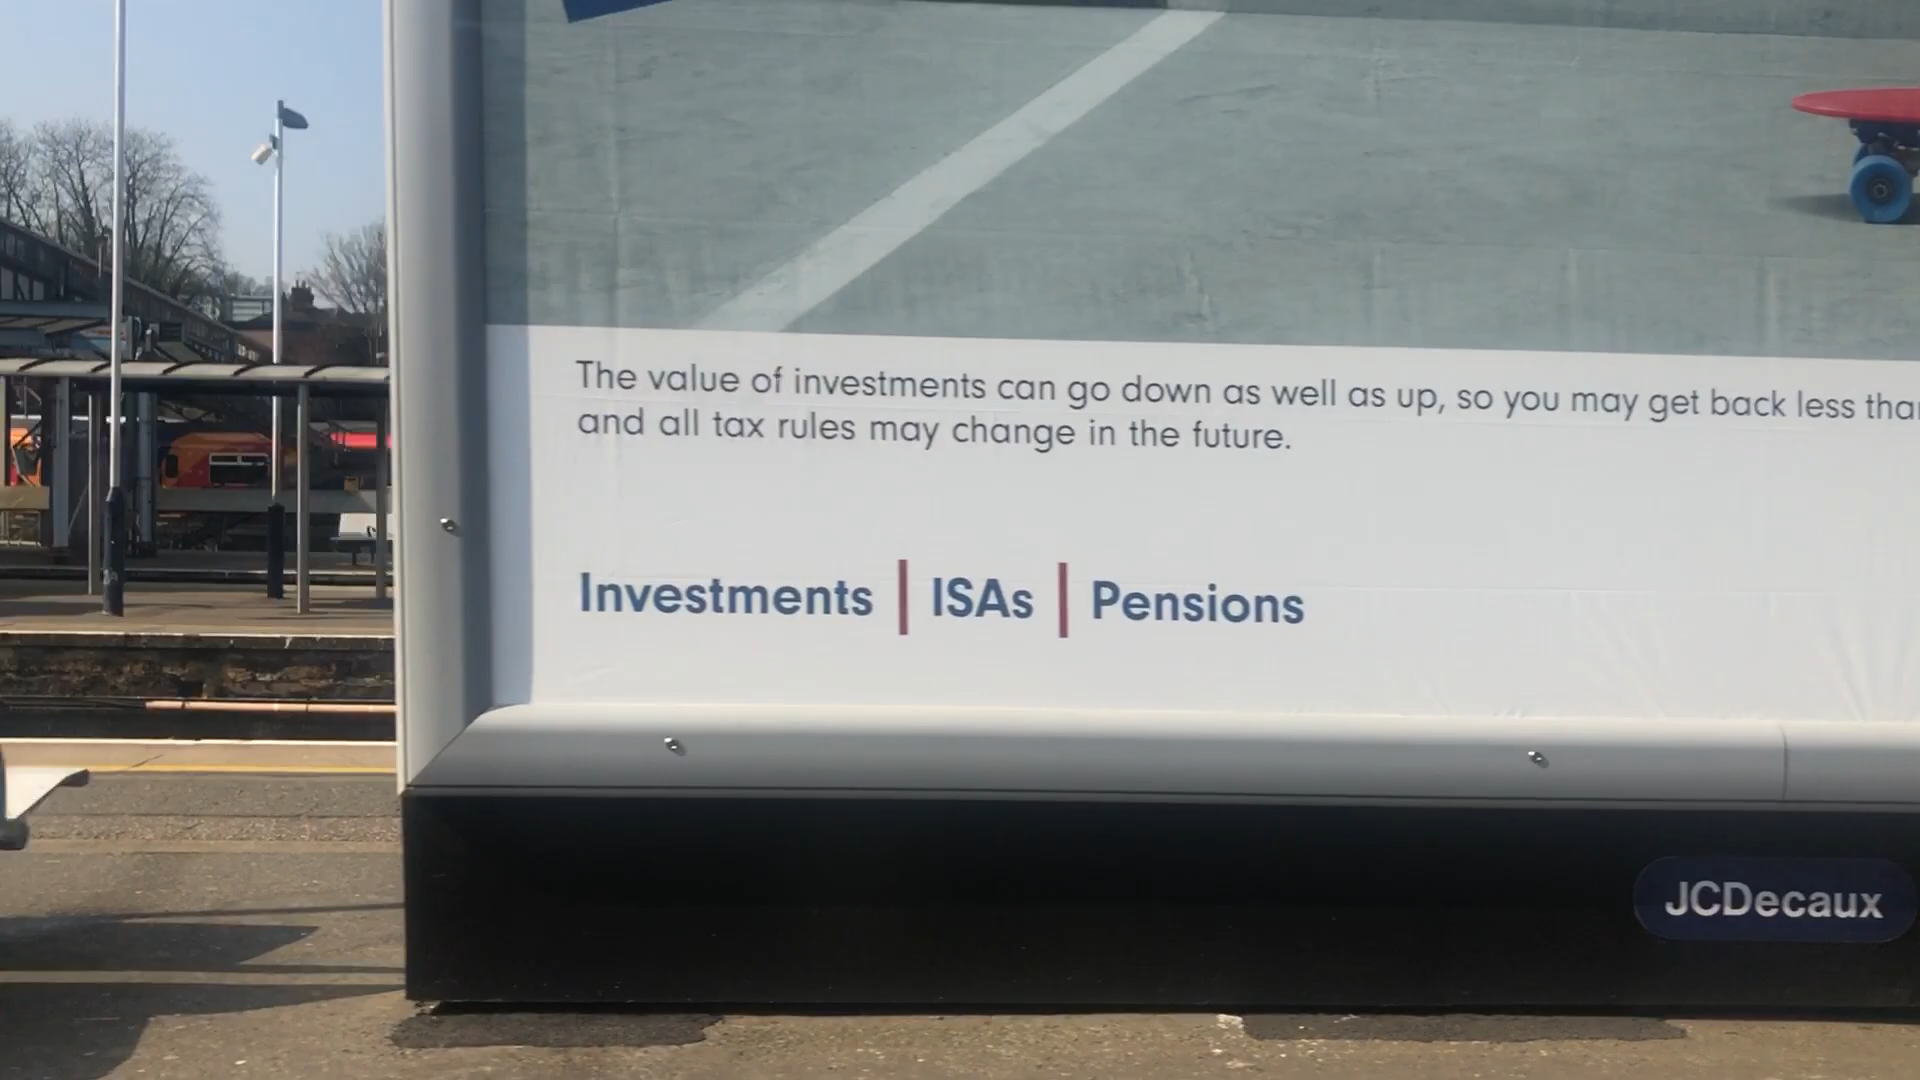 The value of investments can go down as well as up, so you may get back less than
and all tax rules may change in the future.
Investments | ISAs | Pensions
JCDecaux